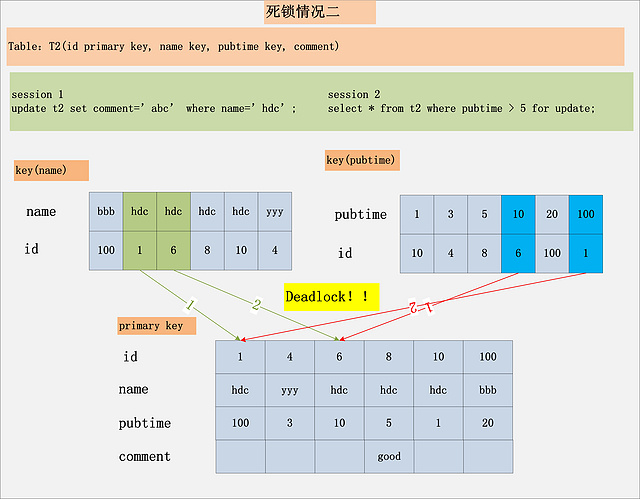 死锁情况二
Table: T2(id primary key, name key, pubtime key, comment)
session 1
update t2 set comment=' abc' where name=' hdc' ;
session 2
select * from t2 where pubtime > 5 for update;
key(name)
name bbb hdc hdc hdc hdc yyy
id 100 1 6 8 10 4
key(pubtime)
pubtime 1 3 5 10 20 100
id 10 4 8 6 100 1
1
2
Deadlock！！
1
2
primary key
id 1 4 6 8 10 100
name hdc yyy hdc hdc hdc bbb
pubtime 100 3 10 5 1 20
comment good